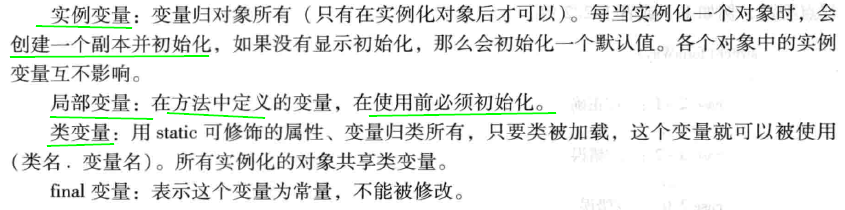 实例变量：变量归对象所有（只有在实例化对象后才可以）。每当实例化一个对象时，会
创建一个副本并初始化，如果没有显示初始化，那么会初始化一个默认值。各个对象中的实例
变量互不影响。
局部变量：在方法中定义的变量，在使用前必须初始化。
类变量：用 static 可修饰的属性、变量归类所有，只要类被加载，这个变量就可以被使用
（类名．变量名）。所有实例化的对象共享类变量。
final 变量：表示这个变量为常量，不能被修改。